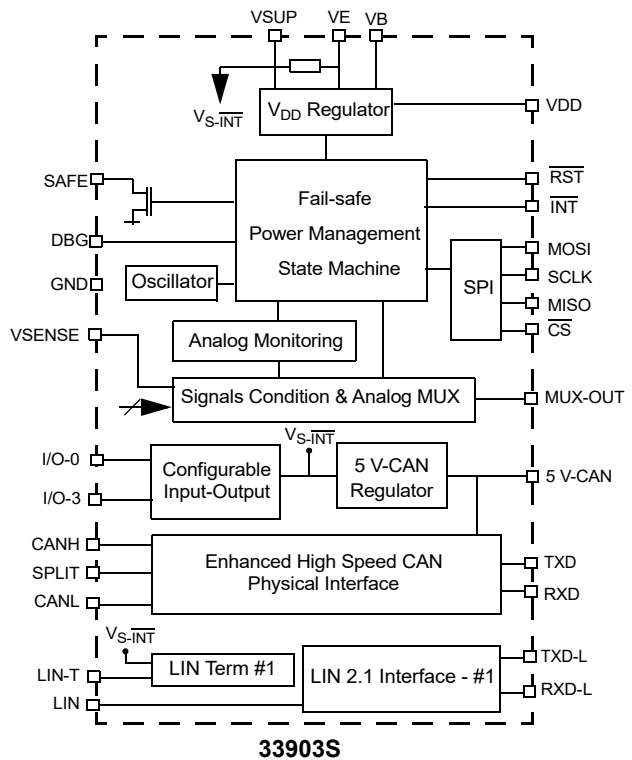 VSUP VE VB
VS-INT
VDD Regulator
VDD
SAFE
RST
INT
Fail-safe
Power Management
State Machine
DBG
GND
Oscillator
SPI
MOSI
SCLK
MISO
CS
Analog Monitoring
VSENSE
Signals Condition & Analog MUX
MUX-OUT
VS-INT
I/O-0
I/O-3
Configurable
Input-Output
5 V-CAN
Regulator
5 V-CAN
CANH
SPLIT
CANL
Enhanced High Speed CAN
Physical Interface
TXD
RXD
VS-INT
LIN Term #1
LIN-T
LIN
LIN 2.1 Interface - #1
TXD-L
RXD-L
33903S